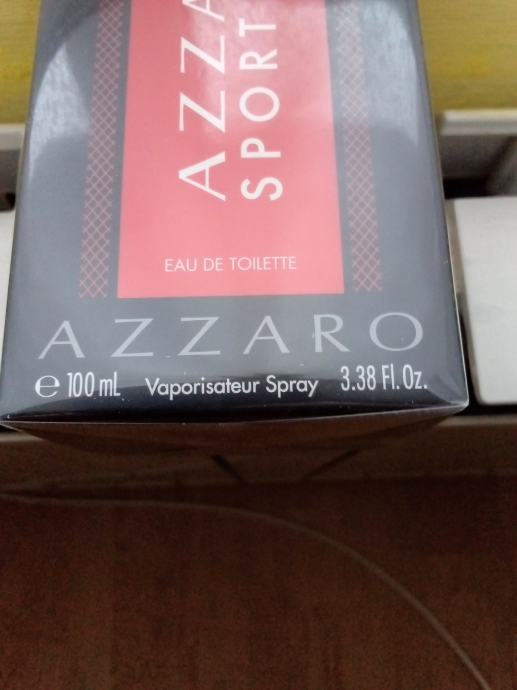 AZZA
SPORT
EAU DE TOILETTE
AZZARO
℮ 100 mL Vaporisateur Spray 3.38 Fl. Oz.